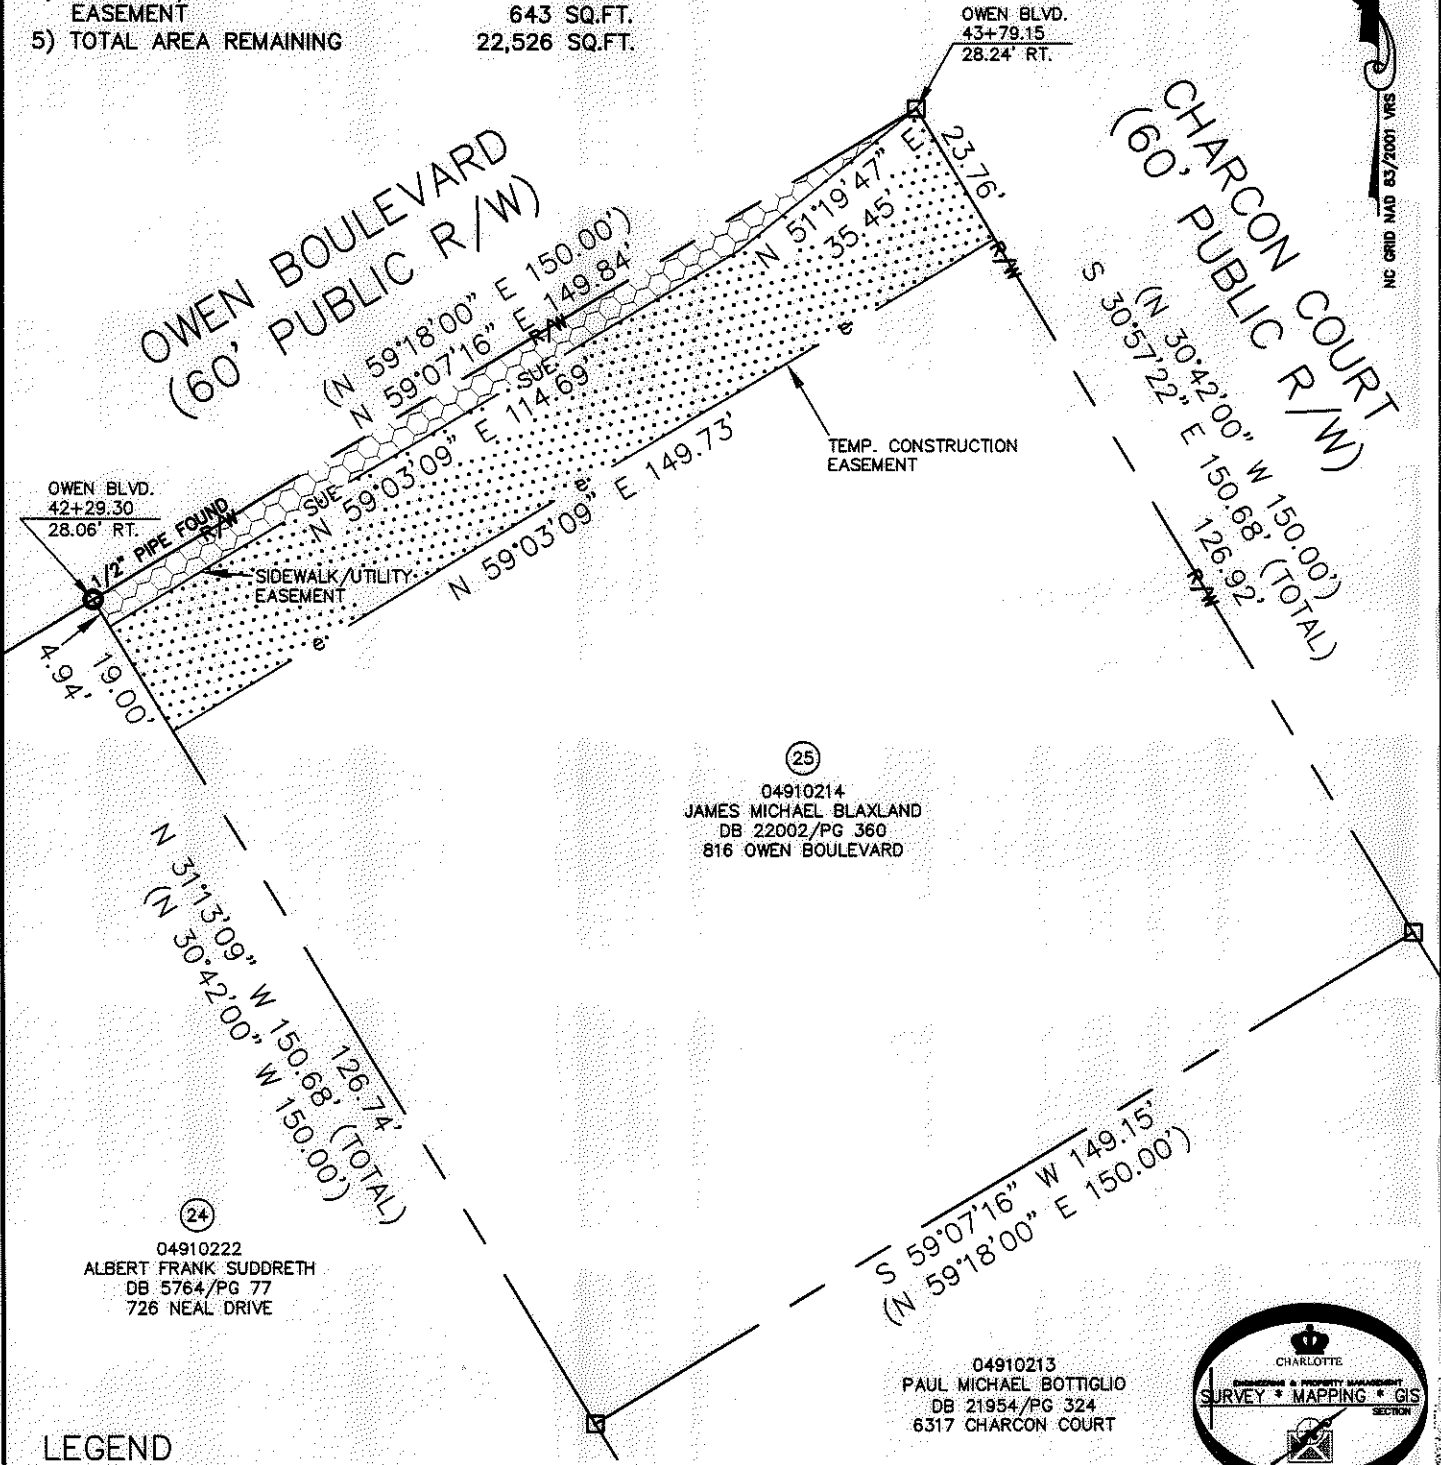 EASEMENT 643 SQ.FT.
5) TOTAL AREA REMAINING 22,526 SQ.FT.
OWEN BLVD.
43+79.15
28.24' RT.
NC GRID NAD 83/2001 VRS
CHARCON COURT
(60' PUBLIC R/W)
OWEN BOULEVARD
(60' PUBLIC R/W)
23.76'
N 51°19'47" E
35.45'
R/W
(N 59°18'00" E 150.00')
N 59°07'16" E 149.84'
R/W
SUE
N 59°03'09" E 114.69'
SUE
e
(N 30°42'00" W 150.00')
S 30°57'22" E 150.68' (TOTAL)
126.92'
R/W
TEMP. CONSTRUCTION
EASEMENT
OWEN BLVD.
42+29.30
28.06' RT.
1/2" PIPE FOUND
R/W
e
N 59°03'09" E 149.73'
SIDEWALK/UTILITY
EASEMENT
e
4.94'
19.00'
25
04910214
JAMES MICHAEL BLAXLAND
DB 22002/PG 360
816 OWEN BOULEVARD
126.74'
N 31°13'09" W 150.68' (TOTAL)
(N 30°42'00" W 150.00')
S 59°07'16" W 149.15'
(N 59°18'00" E 150.00')
24
04910222
ALBERT FRANK SUDDRETH
DB 5764/PG 77
726 NEAL DRIVE
04910213
PAUL MICHAEL BOTTIGLIO
DB 21954/PG 324
6317 CHARCON COURT
CHARLOTTE
ENGINEERING & PROPERTY MANAGEMENT
SURVEY * MAPPING * GIS
SECTION
LEGEND